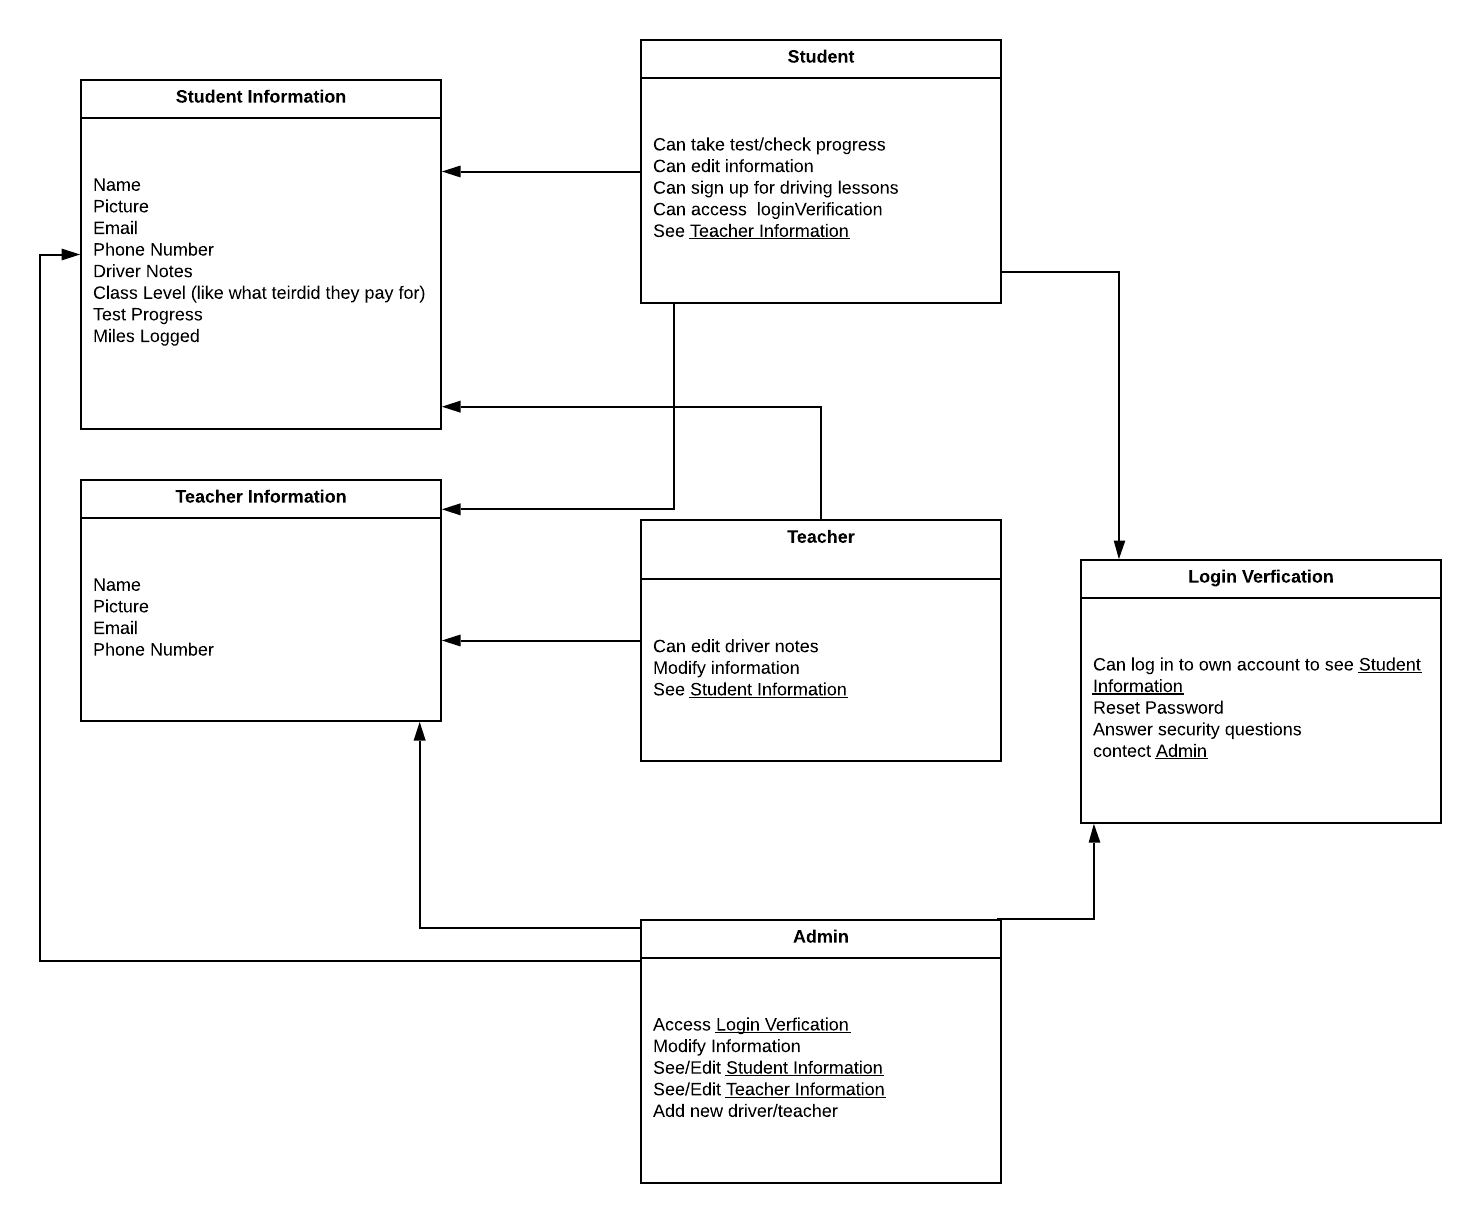 Student
Can take test/check progress
Can edit information
Can sign up for driving lessons
Can access  loginVerification
See Teacher Information
Student Information
Name
Picture
Email
Phone Number
Driver Notes
Class Level (like what teirdid they pay for)
Test Progress
Miles Logged
Teacher Information
Name
Picture
Email
Phone Number
Teacher
Can edit driver notes
Modify information
See Student Information
Login Verfication
Can log in to own account to see Student
Information
Reset Password
Answer security questions
contect Admin
Admin
Access Login Verfication
Modify Information
See/Edit Student Information
See/Edit Teacher Information
Add new driver/teacher